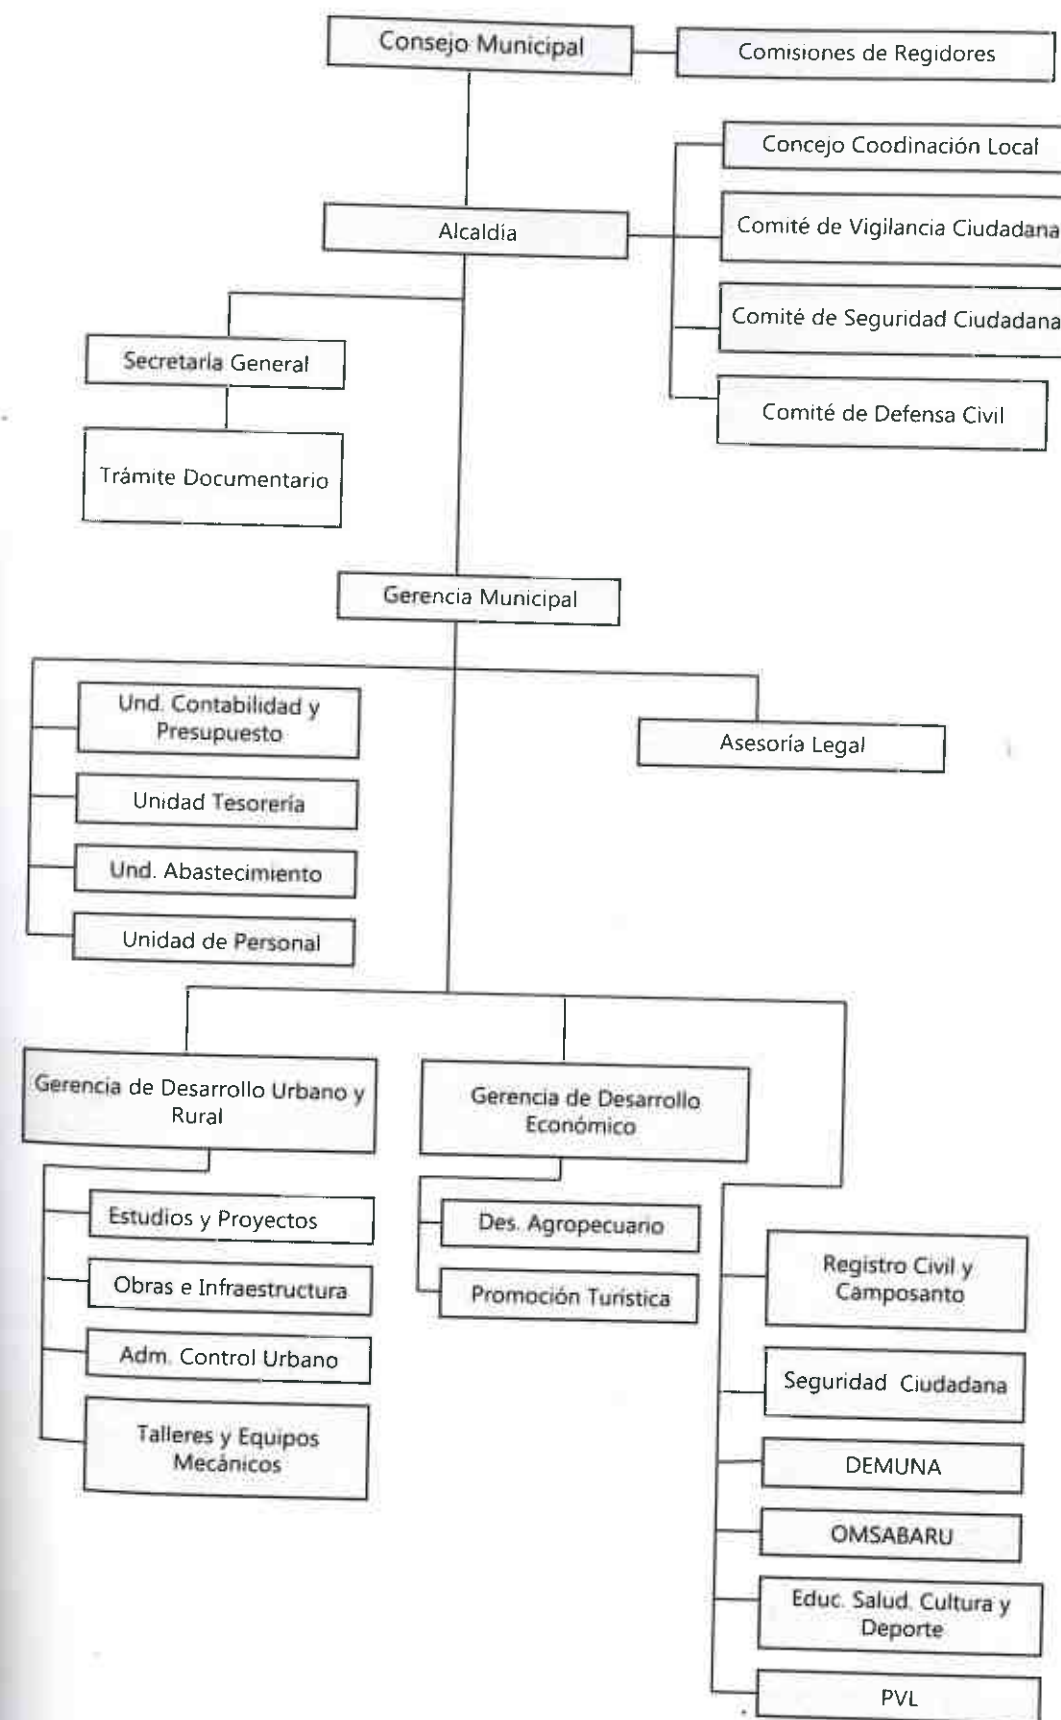 Consejo Municipal
Comisiones de Regidores
Concejo Coodinación Local
Alcaldía
Comité de Vigilancia Ciudadana
Comité de Seguridad Ciudadana
Secretaría General
Comité de Defensa Civil
Trámite Documentario
Gerencia Municipal
Und. Contabilidad y
Presupuesto
Asesoría Legal
Unidad Tesorería
Und. Abastecimiento
Unidad de Personal
Gerencia de Desarrollo Urbano y
Rural
Estudios y Proyectos
Obras e Infraestructura
Adm. Control Urbano
Talleres y Equipos
Mecánicos
Gerencia de Desarrollo
Económico
Des. Agropecuario
Promoción Turística
Registro Civil y
Camposanto
Seguridad Ciudadana
DEMUNA
OMSABARU
Educ. Salud. Cultura y
Deporte
PVL